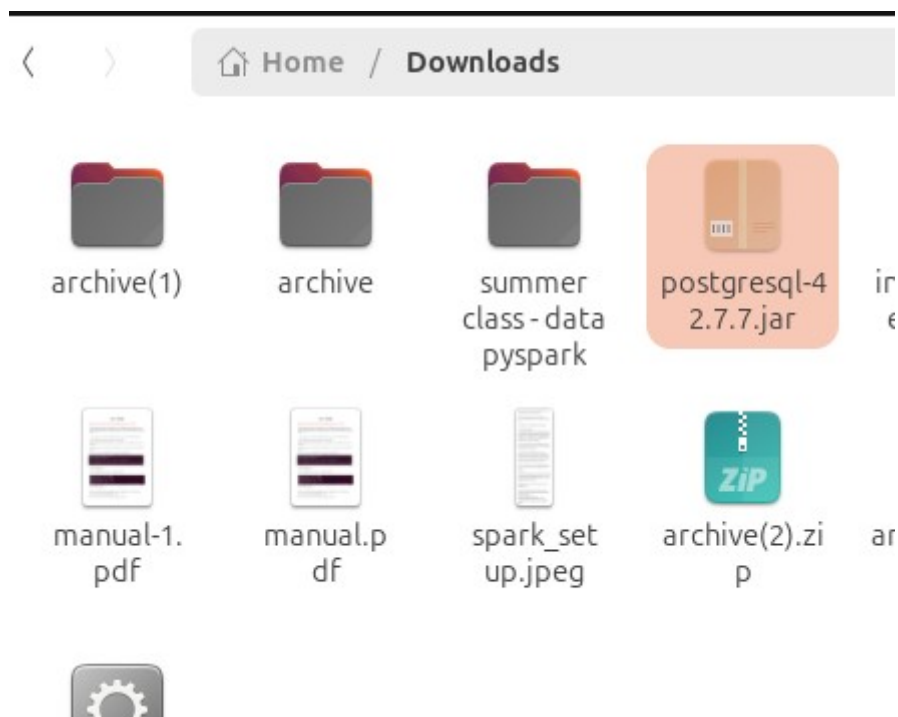 Home / Downloads
archive(1)
archive
summer
class - data
pyspark
postgresql-4
2.7.7.jar
manual-1.
pdf
manual.p
df
spark_set
up.jpeg
ZiP
archive(2).zi
p